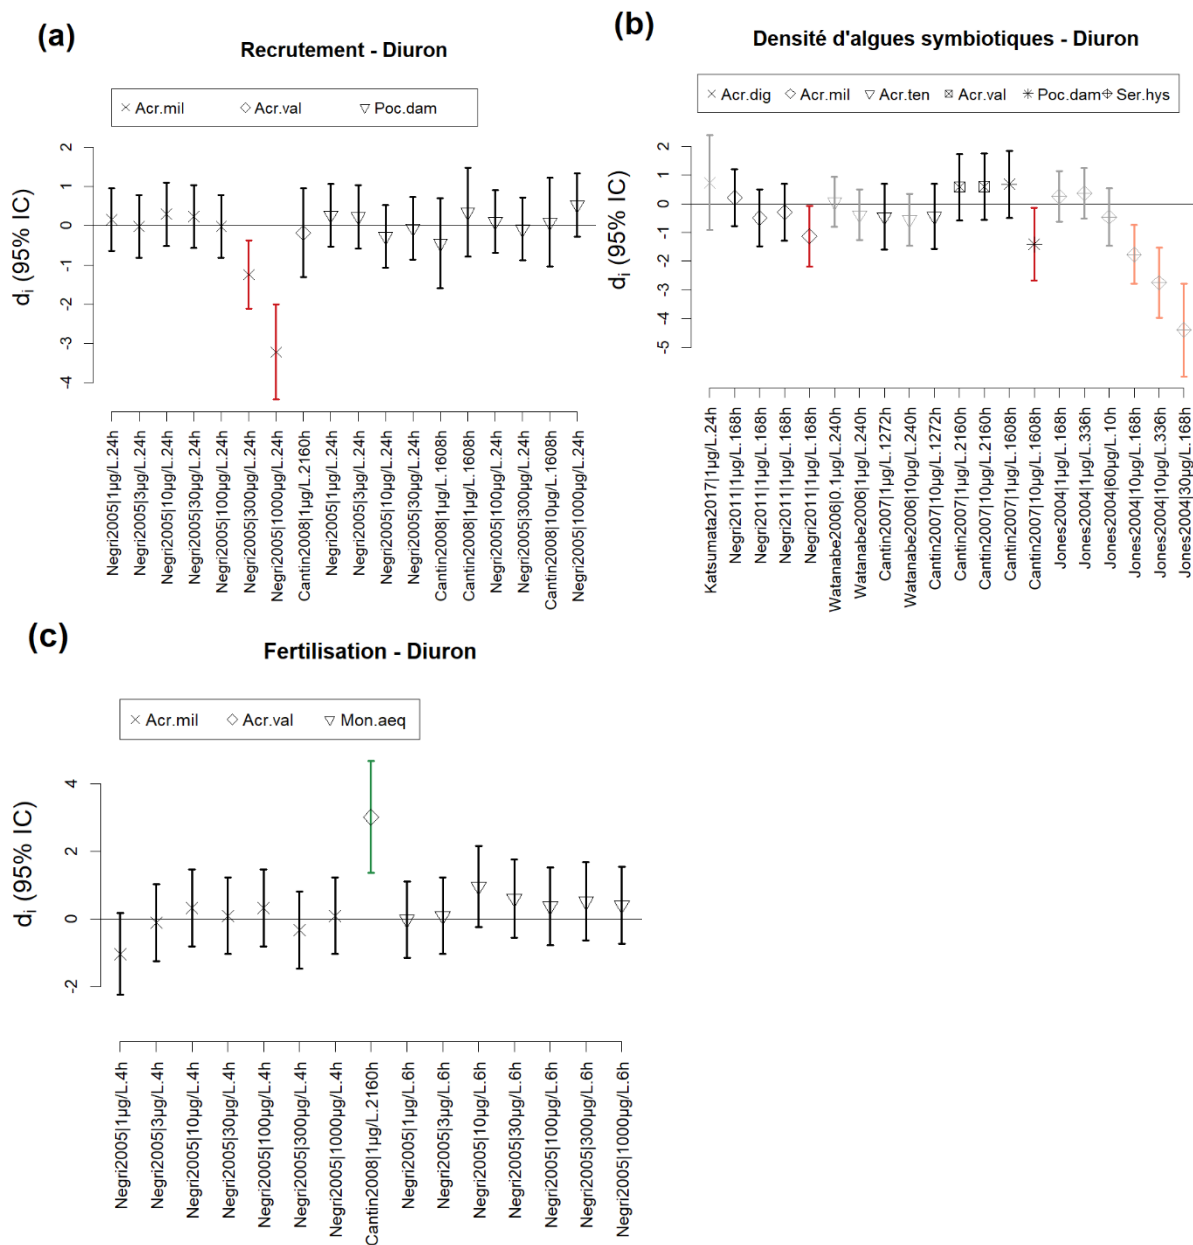 (a)
Recrutement - Diuron
Acr.mil Acr.val Poc.dam
d_i (95% IC)
2
1
0
-1
-2
-3
-4
Negri2005|1µg/L.24h
Negri2005|3µg/L.24h
Negri2005|10µg/L.24h
Negri2005|30µg/L.24h
Negri2005|100µg/L.24h
Negri2005|300µg/L.24h
Negri2005|1000µg/L.24h
Cantin2008|1µg/L.2160h
Negri2005|1µg/L.24h
Negri2005|3µg/L.24h
Negri2005|10µg/L.24h
Negri2005|30µg/L.24h
Cantin2008|1µg/L.1608h
Cantin2008|1µg/L.1608h
Negri2005|100µg/L.24h
Negri2005|300µg/L.24h
Cantin2008|10µg/L.1608h
Negri2005|1000µg/L.24h
(b)
Densité d'algues symbiotiques - Diuron
Acr.dig Acr.mil Acr.ten Acr.val Poc.dam Ser.hys
d_i (95% IC)
2
1
0
-1
-2
-3
-4
-5
Katsumata2017|1µg/L.24h
Negri2011|1µg/L.168h
Negri2011|1µg/L.168h
Negri2011|1µg/L.168h
Negri2011|1µg/L.168h
Watanabe2006|0.1µg/L.240h
Watanabe2006|1µg/L.240h
Cantin2007|1µg/L.1272h
Watanabe2006|10µg/L.240h
Cantin2007|10µg/L.1272h
Cantin2007|1µg/L.2160h
Cantin2007|10µg/L.2160h
Cantin2007|1µg/L.1608h
Cantin2007|10µg/L.1608h
Jones2004|1µg/L.168h
Jones2004|1µg/L.336h
Jones2004|60µg/L.10h
Jones2004|10µg/L.168h
Jones2004|10µg/L.336h
Jones2004|30µg/L.168h
(c)
Fertilisation - Diuron
Acr.mil Acr.val Mon.aeq
d_i (95% IC)
4
2
0
-2
Negri2005|1µg/L.4h
Negri2005|3µg/L.4h
Negri2005|10µg/L.4h
Negri2005|30µg/L.4h
Negri2005|100µg/L.4h
Negri2005|300µg/L.4h
Negri2005|1000µg/L.4h
Cantin2008|1µg/L.2160h
Negri2005|1µg/L.6h
Negri2005|3µg/L.6h
Negri2005|10µg/L.6h
Negri2005|30µg/L.6h
Negri2005|100µg/L.6h
Negri2005|300µg/L.6h
Negri2005|1000µg/L.6h